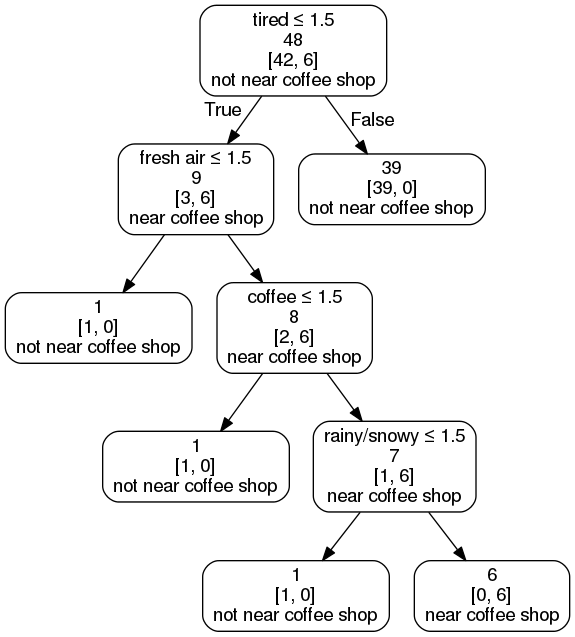 tired ≤ 1.5
48
[42, 6]
not near coffee shop
True
False
fresh air ≤ 1.5
9
[3, 6]
near coffee shop
39
[39, 0]
not near coffee shop
1
[1, 0]
not near coffee shop
coffee ≤ 1.5
8
[2, 6]
near coffee shop
1
[1, 0]
not near coffee shop
rainy/snowy ≤ 1.5
7
[1, 6]
near coffee shop
1
[1, 0]
not near coffee shop
6
[0, 6]
near coffee shop